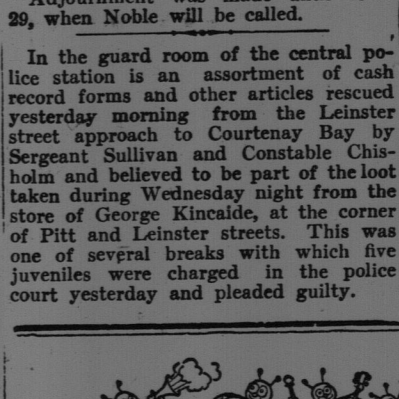 Adjournment was made
29, when Noble will be called.
In the guard room of the central po-
lice station is an assortment of cash
record forms and other articles rescued
yesterday morning from the Leinster
street approach to Courtenay Bay by
Sergeant Sullivan and Constable Chis-
holm and believed to be part of the loot
taken during Wednesday night from the
store of George Kincaide, at the corner
of Pitt and Leinster streets. This was
one of several breaks with which five
juveniles were charged in the police
court yesterday and pleaded guilty.